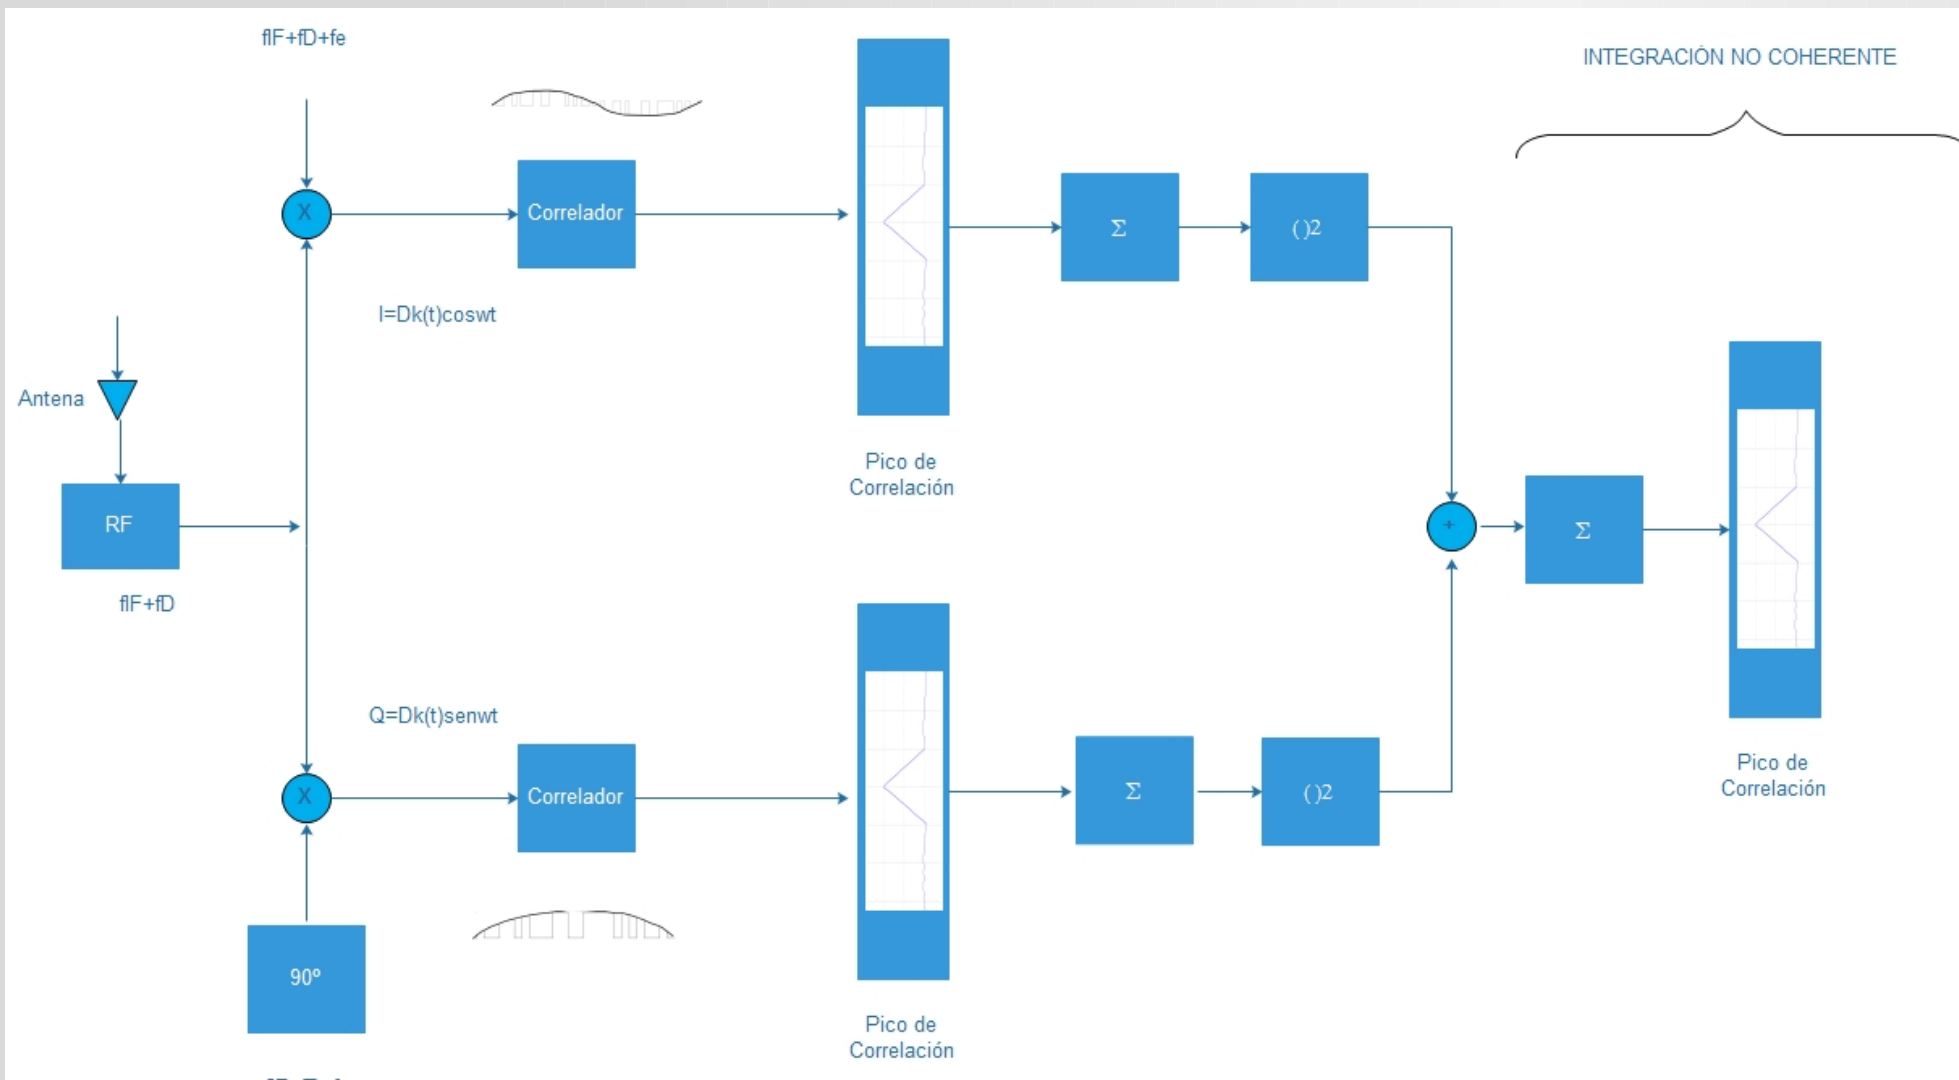 fIF+fD+fe
INTEGRACIÓN NO COHERENTE
X
Correlador
Σ
( )2
I=Dk(t)coswt
Antena
Pico de
Correlación
RF
+
Σ
fIF+fD
Q=Dk(t)senwt
X
Correlador
Σ
( )2
Pico de
Correlación
90º
Pico de
Correlación